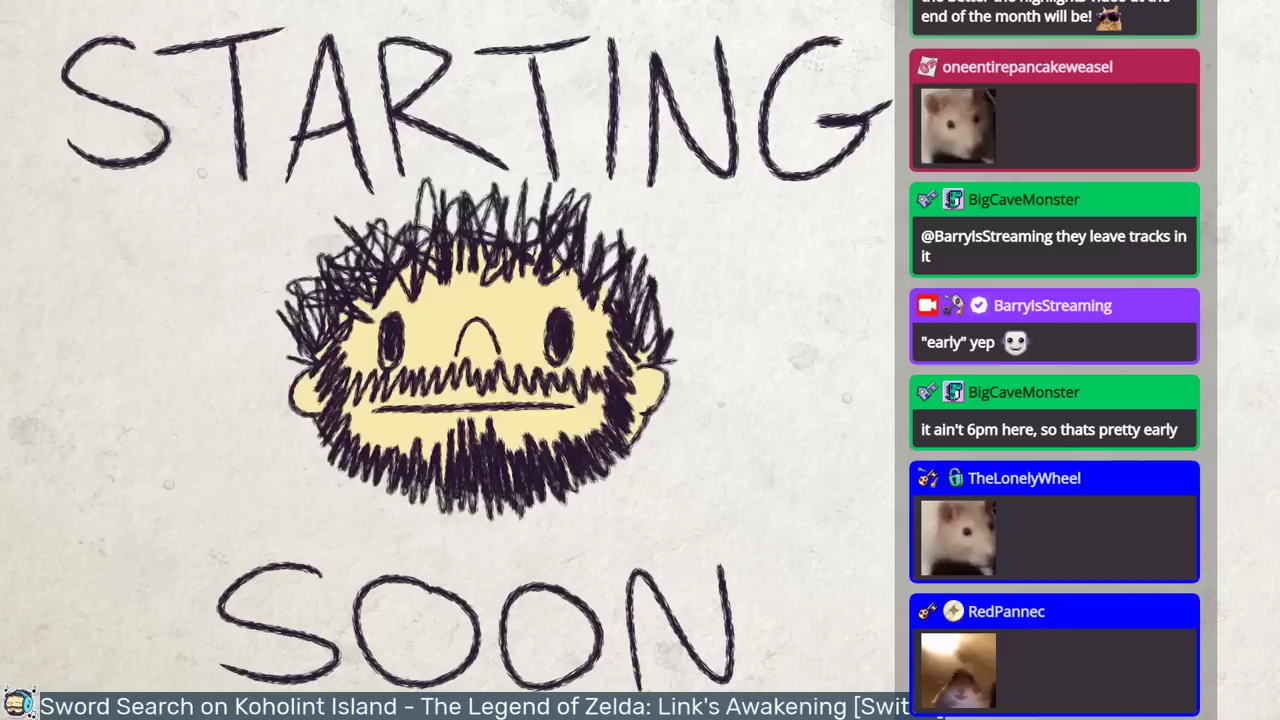 STARTING
SOON
end of the month will be!
oneentirepancakeweasel
BigCaveMonster
@BarryIsStreaming they leave tracks in
it
BarryIsStreaming
"early" yep
BigCaveMonster
it ain't 6pm here, so thats pretty early
TheLonelyWheel
RedPannec
Sword Search on Koholint Island - The Legend of Zelda: Link's Awakening [Swit